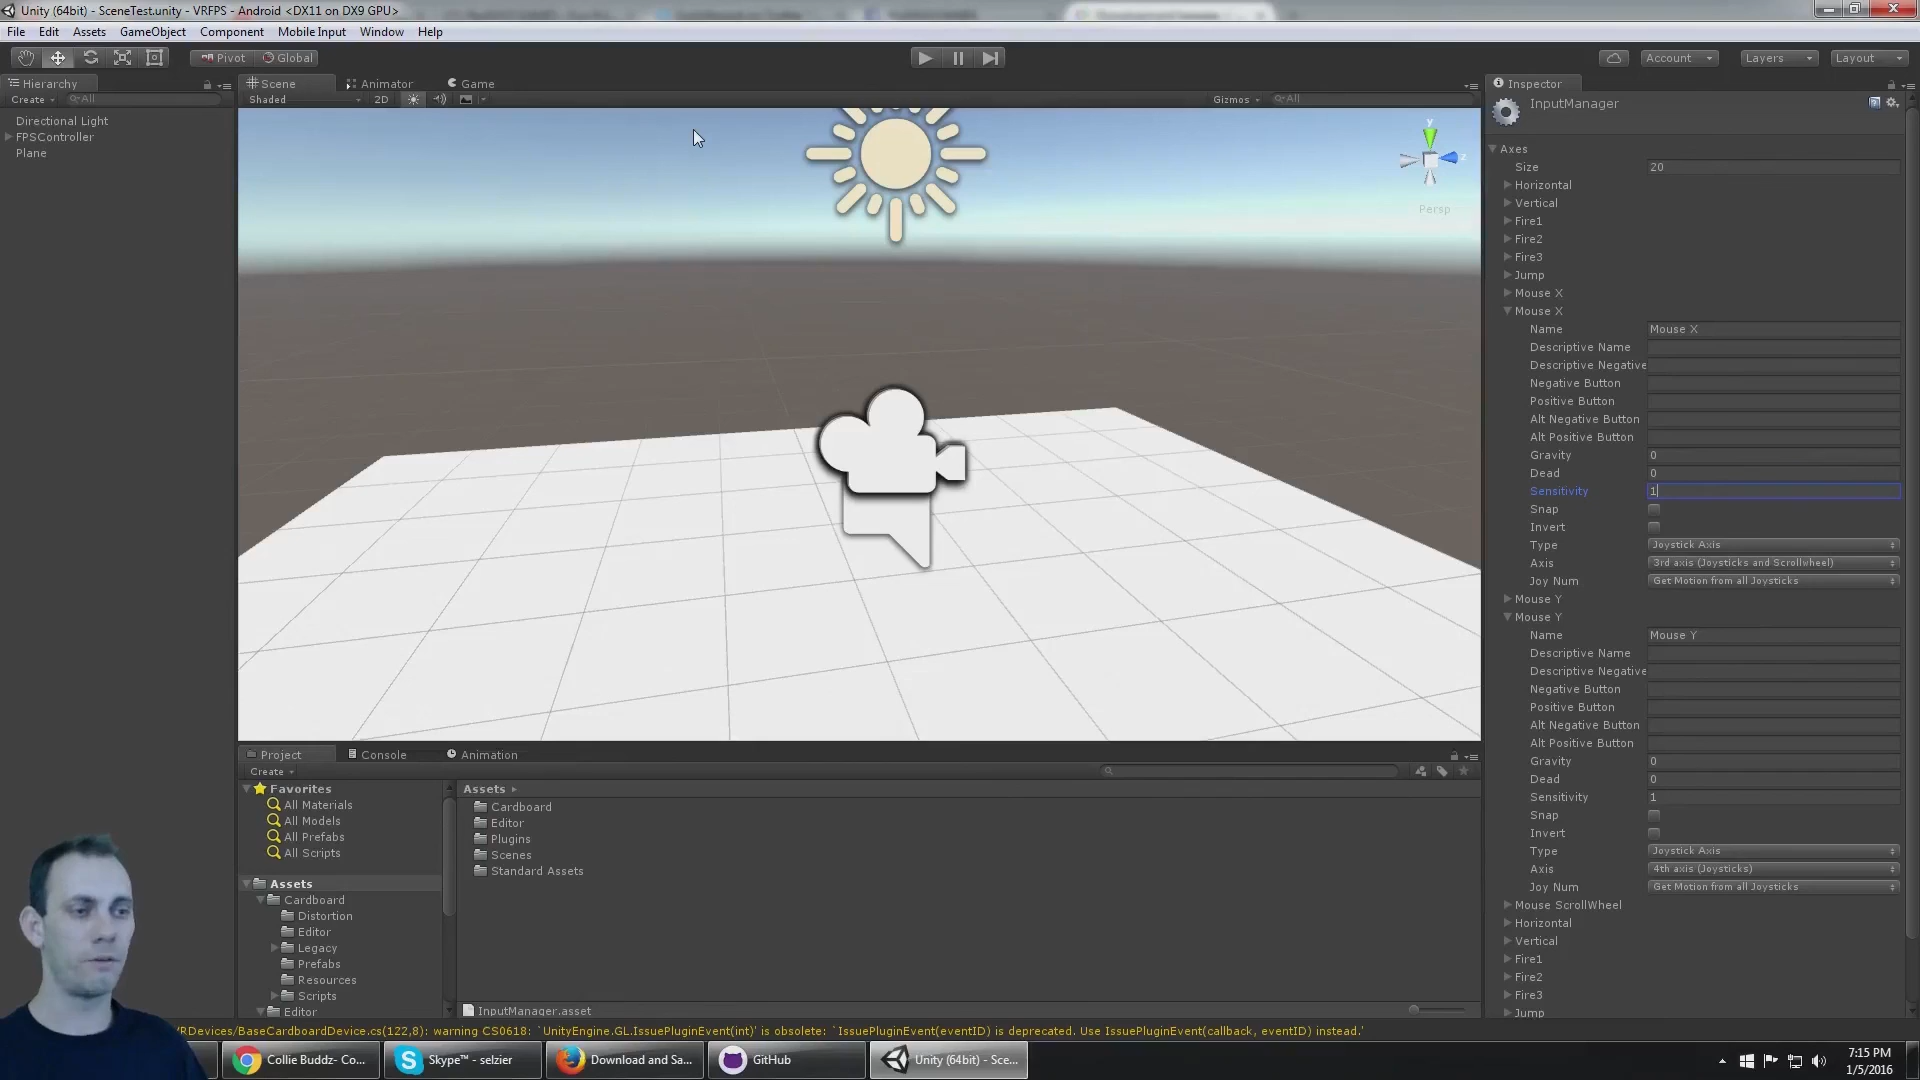 Unity (64bit) - SceneTest.unity - VRFPS - Android <DX11 on DX9 GPU>
File Edit Assets GameObject Component Mobile Input Window Help
Pivot Global Account Layers Layout
Hierarchy
Create All
Directional Light
FPSController
Plane
Scene Animator Game
Shaded 2D Gizmos All
y
z
Persp
Inspector
InputManager
Axes
Size 20
Horizontal
Vertical
Fire1
Fire2
Fire3
Jump
Mouse X
Mouse X
Name Mouse X
Descriptive Name
Descriptive Negative
Negative Button
Positive Button
Alt Negative Button
Alt Positive Button
Gravity 0
Dead 0
Sensitivity 1
Snap
Invert
Type Joystick Axis
Axis 3rd axis (Joysticks and Scrollwheel)
Joy Num Get Motion from all Joysticks
Mouse Y
Mouse Y
Name Mouse Y
Descriptive Name
Descriptive Negative
Negative Button
Positive Button
Alt Negative Button
Alt Positive Button
Gravity 0
Dead 0
Sensitivity 1
Snap
Invert
Type Joystick Axis
Axis 4th axis (Joysticks)
Joy Num Get Motion from all Joysticks
Mouse ScrollWheel
Horizontal
Vertical
Fire1
Fire2
Fire3
Jump
Project Console Animation
Create
Favorites
All Materials
All Models
All Prefabs
All Scripts
Assets
Cardboard
Distortion
Editor
Legacy
Prefabs
Resources
Scripts
Editor
Assets
Cardboard
Editor
Plugins
Scenes
Standard Assets
InputManager.asset
RDevices/BaseCardboardDevice.cs(122,8): warning CS0618: `UnityEngine.GL.IssuePluginEvent(int)' is obsolete: `IssuePluginEvent(eventID) is deprecated. Use IssuePluginEvent(callback, eventID) instead.'
Collie Buddz- Co... Skype™ - selzier Download and Sa... GitHub Unity (64bit) - Sce...
7:15 PM
1/5/2016